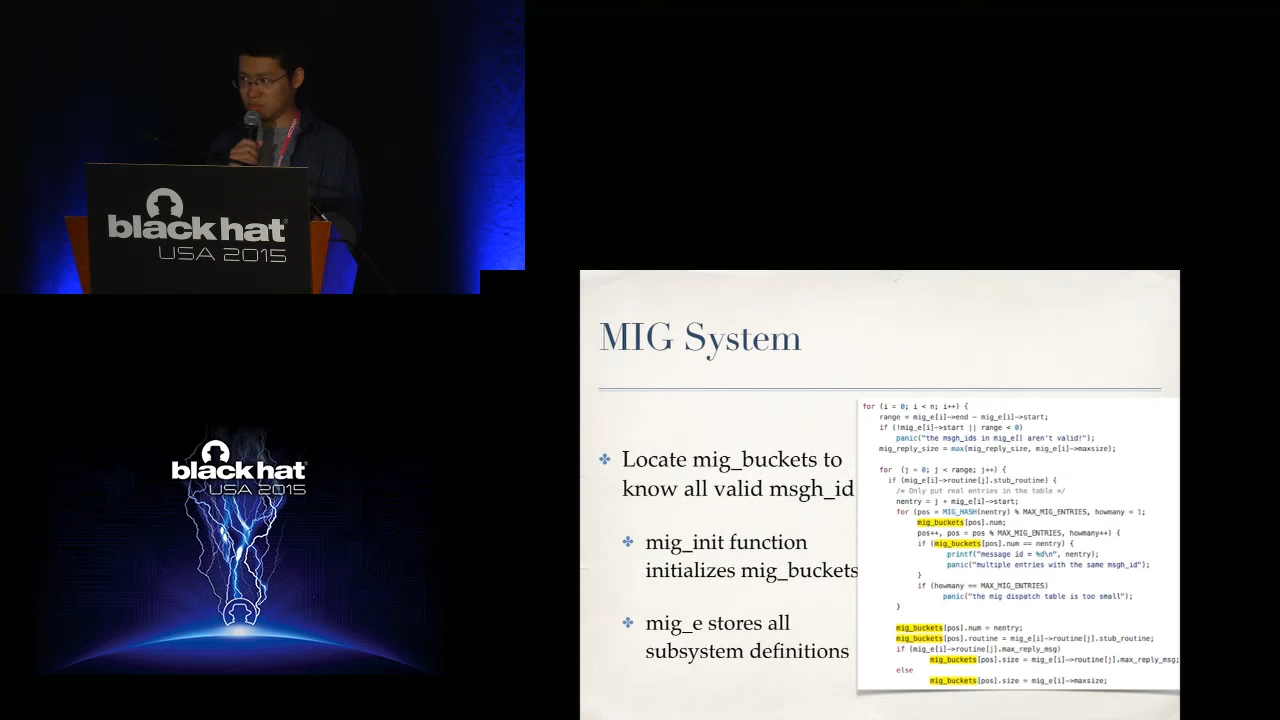 black hat
USA 2015
black hat
USA 2015
MIG System
Locate mig_buckets to
know all valid msgh_id
mig_init function
initializes mig_buckets
mig_e stores all
subsystem definitions
for (i = 0; i < n; i++) {
range = mig_e[i]->end - mig_e[i]->start;
if (!mig_e[i]->start || range < 0)
panic("the msgh_ids in mig_e[] aren't valid!");
mig_reply_size = max(mig_reply_size, mig_e[i]->maxsize);
for (j = 0; j < range; j++) {
if (mig_e[i]->routine[j].stub_routine) {
/* Only put real entries in the table */
nentry = j + mig_e[i]->start;
for (pos = MIG_HASH(nentry) % MAX_MIG_ENTRIES, howmany = 1;
mig_buckets[pos].num;
pos++, pos = pos % MAX_MIG_ENTRIES, howmany++) {
if (mig_buckets[pos].num == nentry) {
printf("message id = %d\n", nentry);
panic("multiple entries with the same msgh_id");
}
if (howmany == MAX_MIG_ENTRIES)
panic("the mig dispatch table is too small");
}
mig_buckets[pos].num = nentry;
mig_buckets[pos].routine = mig_e[i]->routine[j].stub_routine;
if (mig_e[i]->routine[j].max_reply_msg)
mig_buckets[pos].size = mig_e[i]->routine[j].max_reply_msg;
else
mig_buckets[pos].size = mig_e[i]->maxsize;